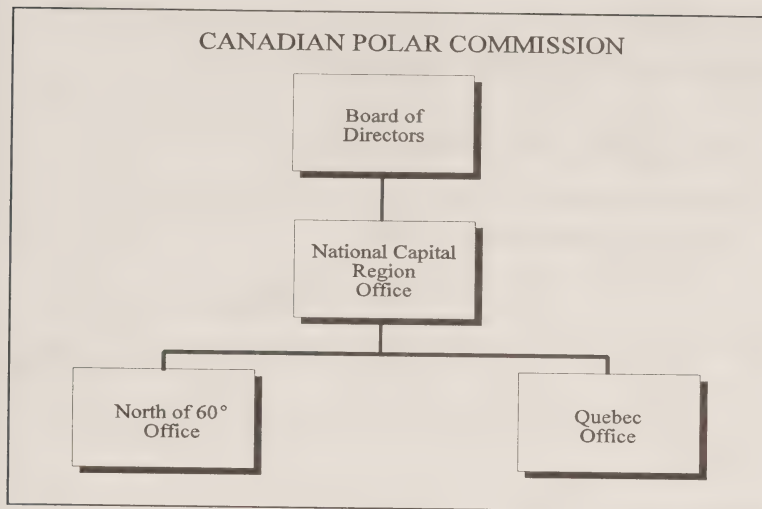 CANADIAN POLAR COMMISSION
Board of
Directors
National Capital
Region
Office
North of 60°
Office
Quebec
Office